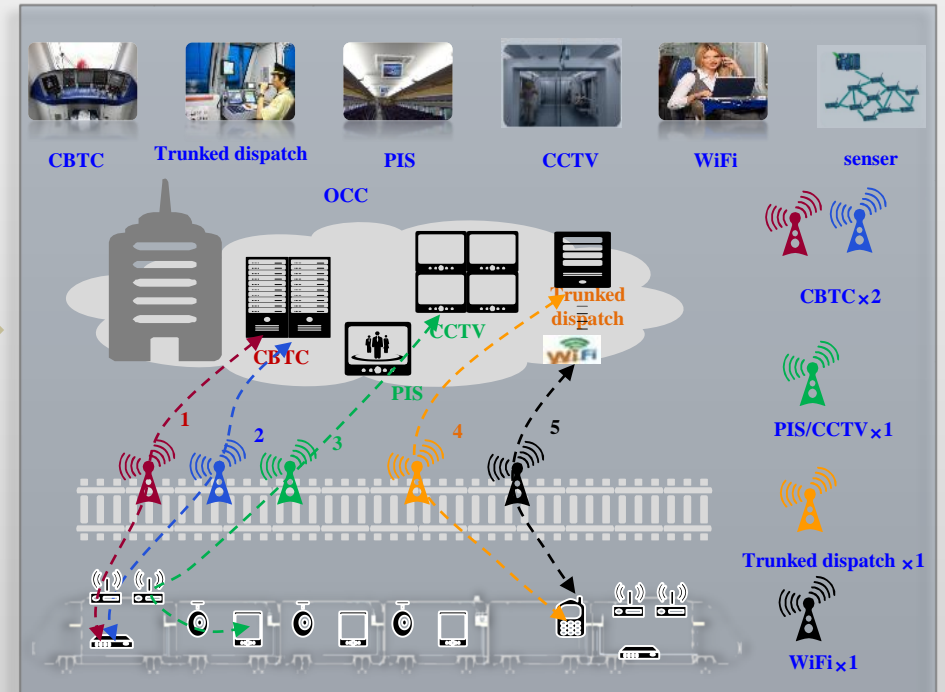 CBTC
Trunked dispatch
PIS
CCTV
WiFi
senser
OCC
CBTC×2
Trunked
dispatch
WiFi
CCTV
CBTC
PIS
PIS/CCTV×1
1
2
3
4
5
Trunked dispatch ×1
WiFi×1